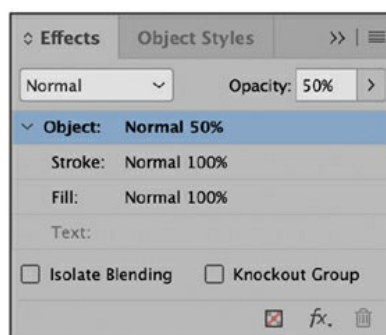 Effects Object Styles
Normal Opacity: 50%
Object: Normal 50%
Stroke: Normal 100%
Fill: Normal 100%
Text:
Isolate Blending Knockout Group
fx.